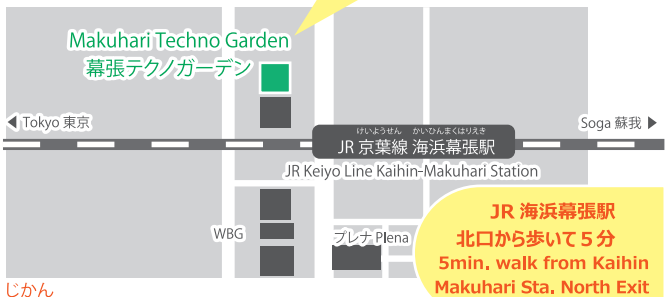 Makuhari Techno Garden
幕張テクノガーデン
◀ Tokyo 東京
Soga 蘇我 ▶
けいようせん かいひんまくはりえき
JR 京葉線 海浜幕張駅
JR Keiyo Line Kaihin-Makuhari Station
WBG
プレナ Plena
JR 海浜幕張駅
北口から歩いて5分
5min. walk from Kaihin
Makuhari Sta. North Exit
じかん